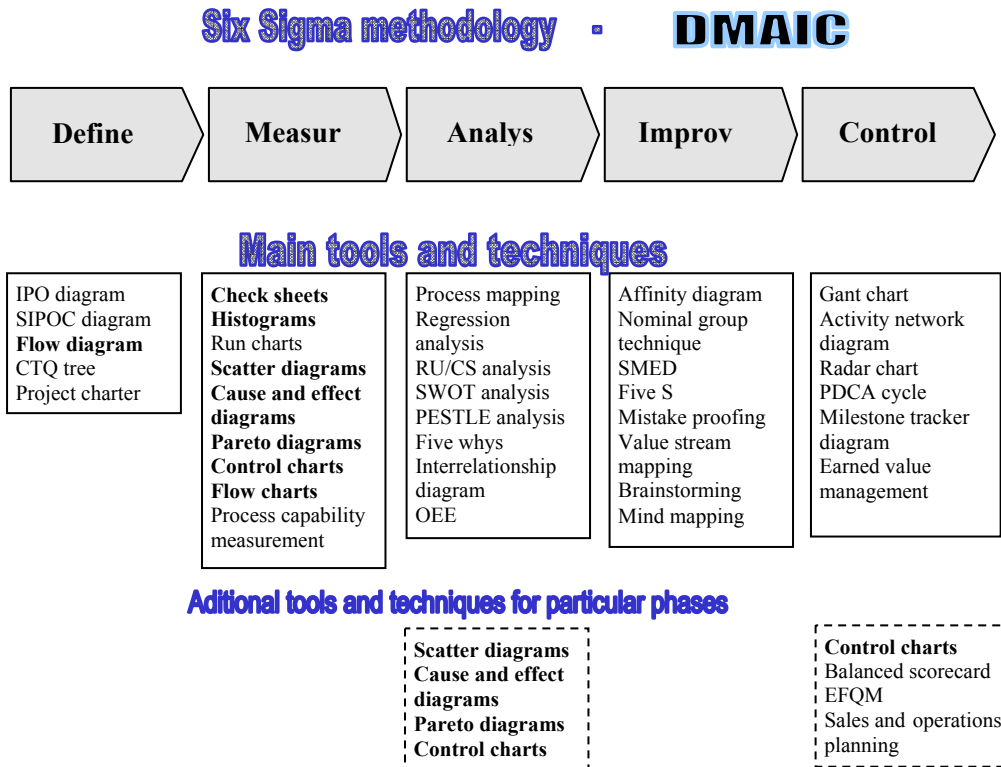 Six Sigma methodology - DMAIC
Define
Measur
Analys
Improv
Control
Main tools and techniques
IPO diagram
SIPOC diagram
Flow diagram
CTQ tree
Project charter
Check sheets
Histograms
Run charts
Scatter diagrams
Cause and effect
diagrams
Pareto diagrams
Control charts
Flow charts
Process capability
measurement
Process mapping
Regression
analysis
RU/CS analysis
SWOT analysis
PESTLE analysis
Five whys
Interrelationship
diagram
OEE
Affinity diagram
Nominal group
technique
SMED
Five S
Mistake proofing
Value stream
mapping
Brainstorming
Mind mapping
Gant chart
Activity network
diagram
Radar chart
PDCA cycle
Milestone tracker
diagram
Earned value
management
Aditional tools and techniques for particular phases
Scatter diagrams
Cause and effect
diagrams
Pareto diagrams
Control charts
Control charts
Balanced scorecard
EFQM
Sales and operations
planning